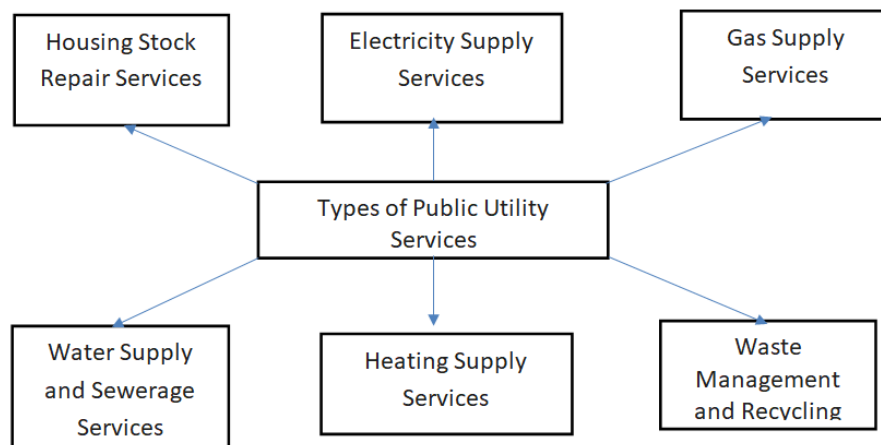 Housing Stock
Repair Services
Electricity Supply
Services
Gas Supply
Services
Types of Public Utility
Services
Water Supply
and Sewerage
Services
Heating Supply
Services
Waste
Management
and Recycling